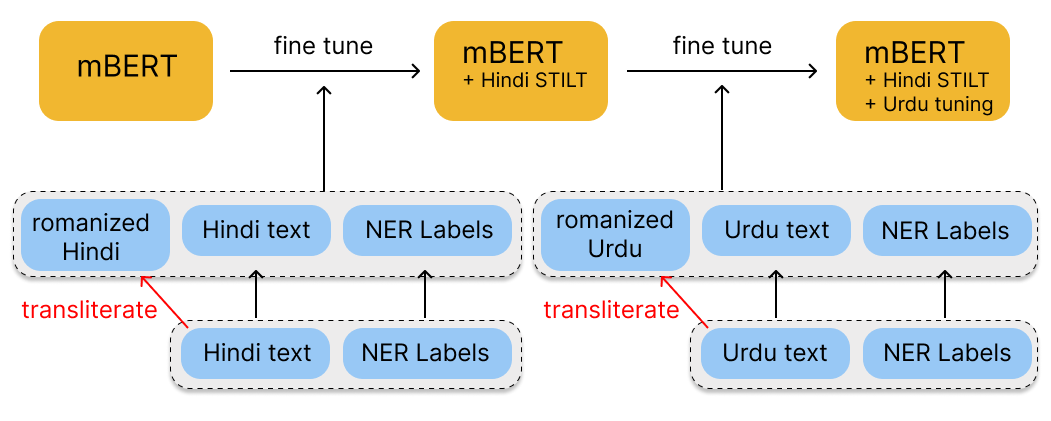 mBERT
fine tune
mBERT
+ Hindi STILT
fine tune
mBERT
+ Hindi STILT
+ Urdu tuning
romanized
Hindi
Hindi text
NER Labels
romanized
Urdu
Urdu text
NER Labels
transliterate
transliterate
Hindi text
NER Labels
Urdu text
NER Labels